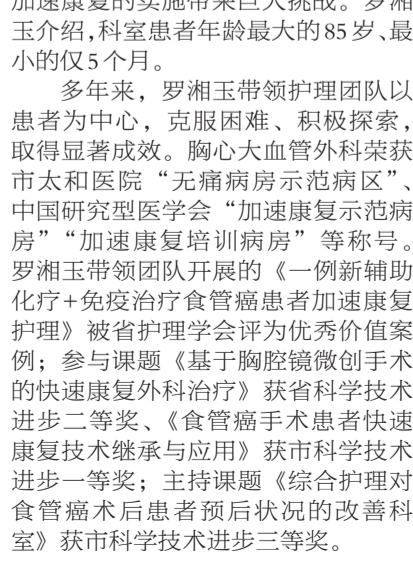 加速康复的实施带来巨大挑战。罗湘
玉介绍,科室患者年龄最大的85岁、最
小的仅5个月。
多年来，罗湘玉带领护理团队以
患者为中心，克服困难、积极探索，
取得显著成效。胸心大血管外科荣获
市太和医院“无痛病房示范病区”、
中国研究型医学会“加速康复示范病
房”“加速康复培训病房”等称号。
罗湘玉带领团队开展的《一例新辅助
化疗+免疫治疗食管癌患者加速康复
护理》被省护理学会评为优秀价值案
例；参与课题《基于胸腔镜微创手术
的快速康复外科治疗》获省科学技术
进步二等奖、《食管癌手术患者快速
康复技术继承与应用》获市科学技术
进步一等奖；主持课题《综合护理对
食管癌术后患者预后状况的改善科
室》获市科学技术进步三等奖。